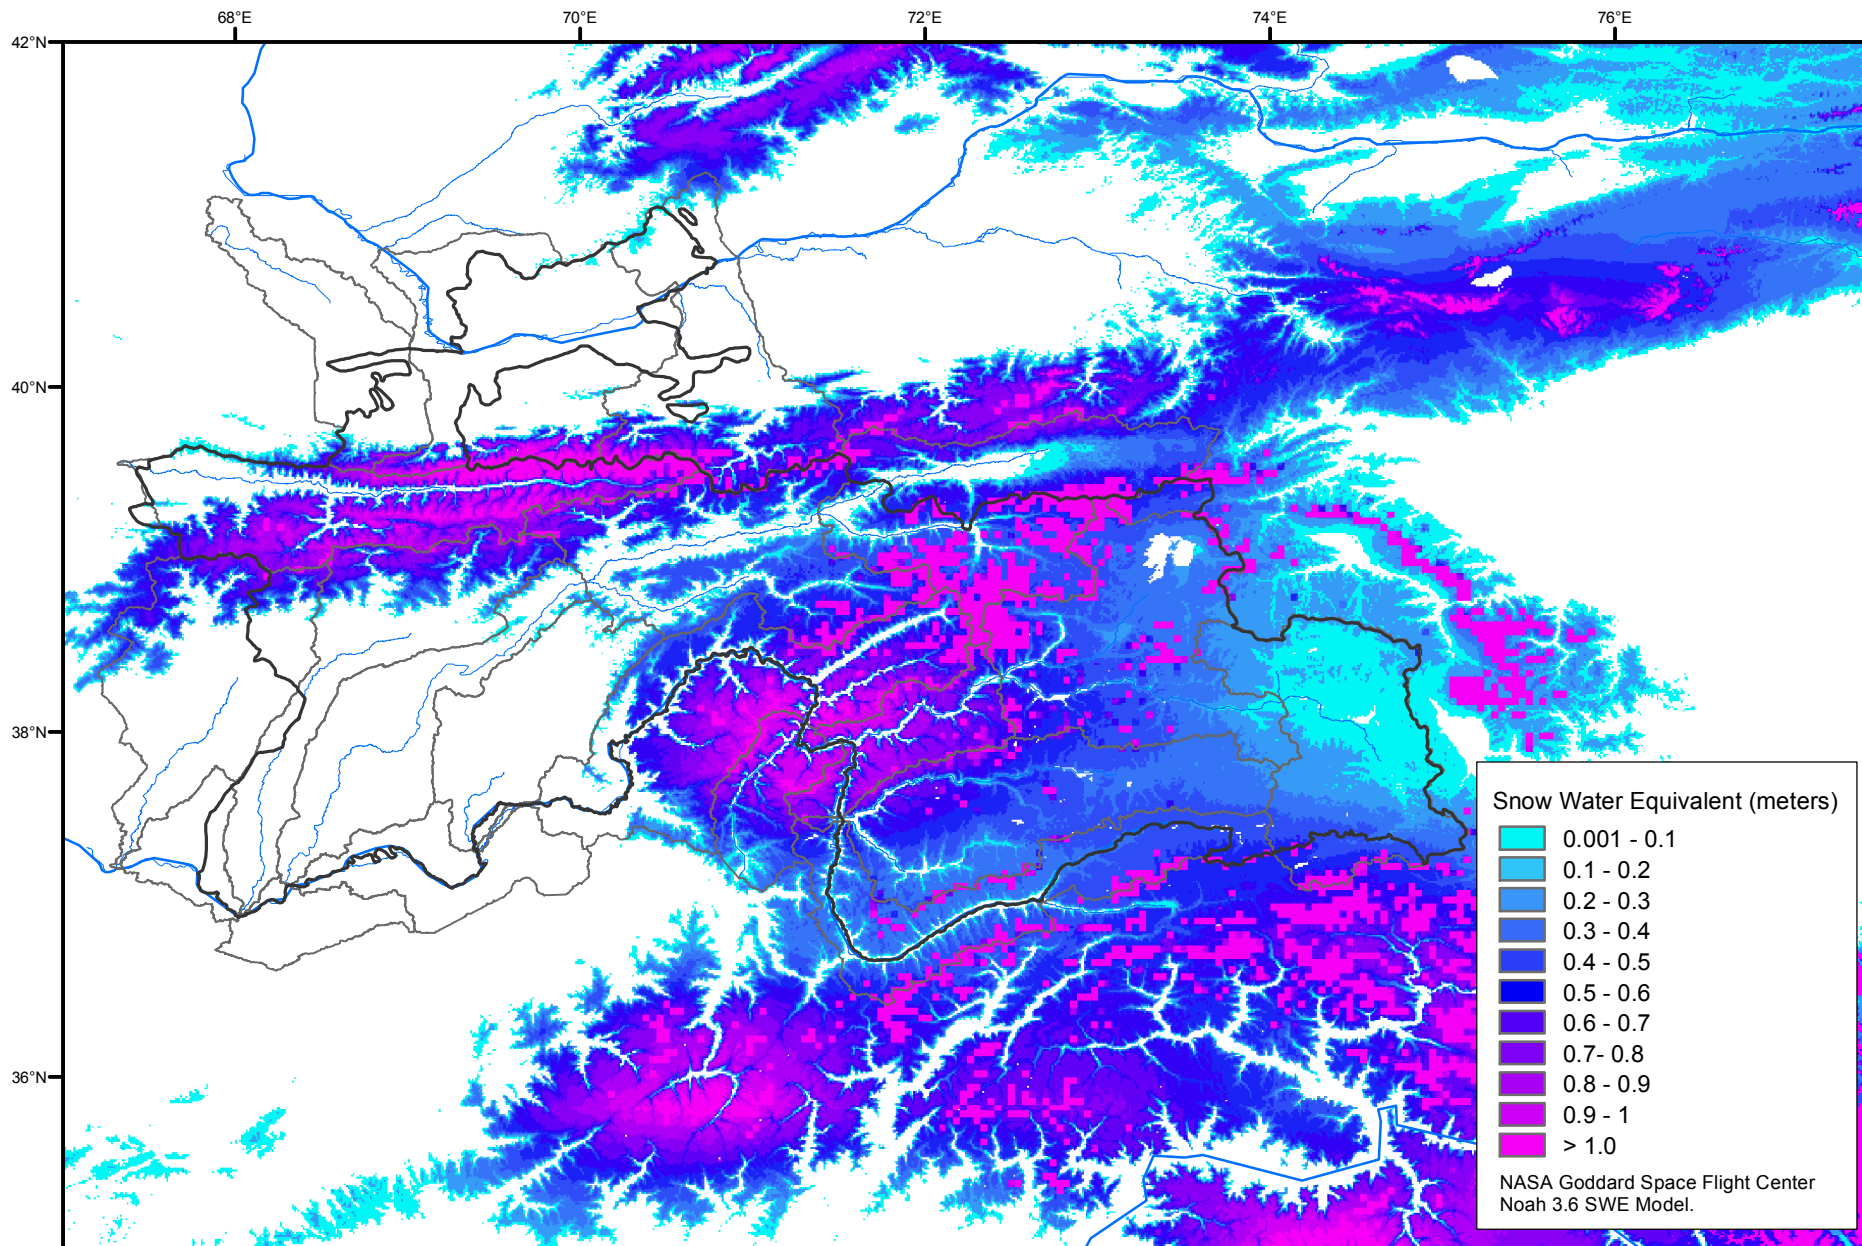 68°E 70°E 72°E 74°E 76°E
42°N
40°N
38°N
36°N
Snow Water Equivalent (meters)
0.001 - 0.1
0.1 - 0.2
0.2 - 0.3
0.3 - 0.4
0.4 - 0.5
0.5 - 0.6
0.6 - 0.7
0.7- 0.8
0.8 - 0.9
0.9 - 1
> 1.0
NASA Goddard Space Flight Center
Noah 3.6 SWE Model.